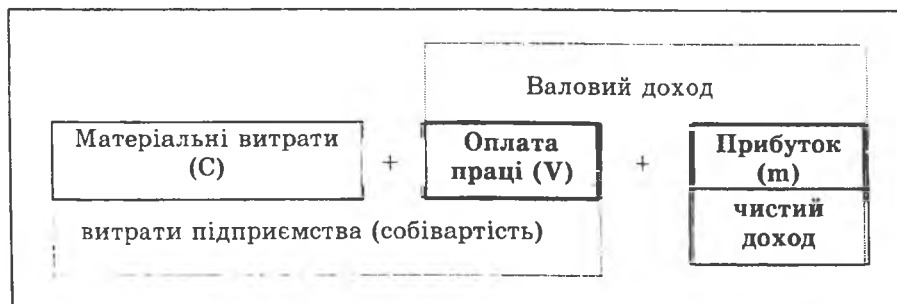 Валовий доход
Матеріальні витрати
(С)
+
Оплата
праці (V)
+
Прибуток
(m)
витрати підприємства (собівартість)
чистий
доход